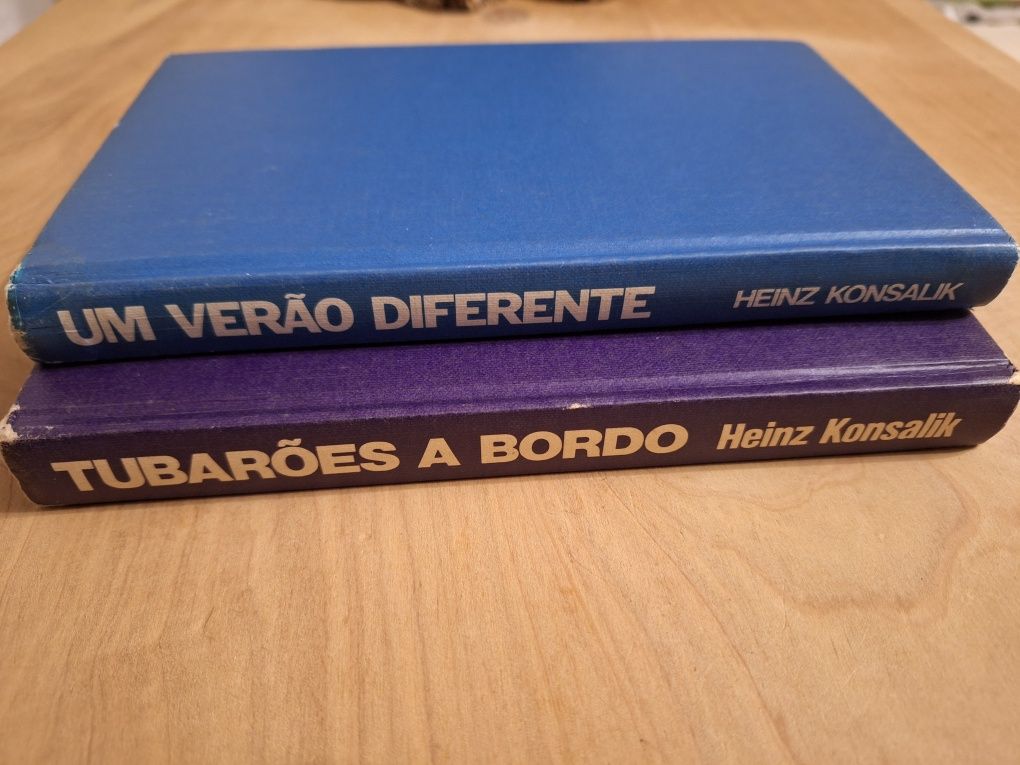 UM VERÃO DIFERENTE HEINZ KONSALIK
TUBARÕES A BORDO Heinz Konsalik